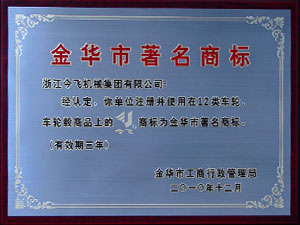 金华市著名商标
浙江今飞机械集团有限公司：
经认定，你单位注册并使用在12类车轮、
车轮毂商品上的 商标为金华市著名商标。
(有效期三年)
金华市工商行政管理局
二〇一〇年十二月